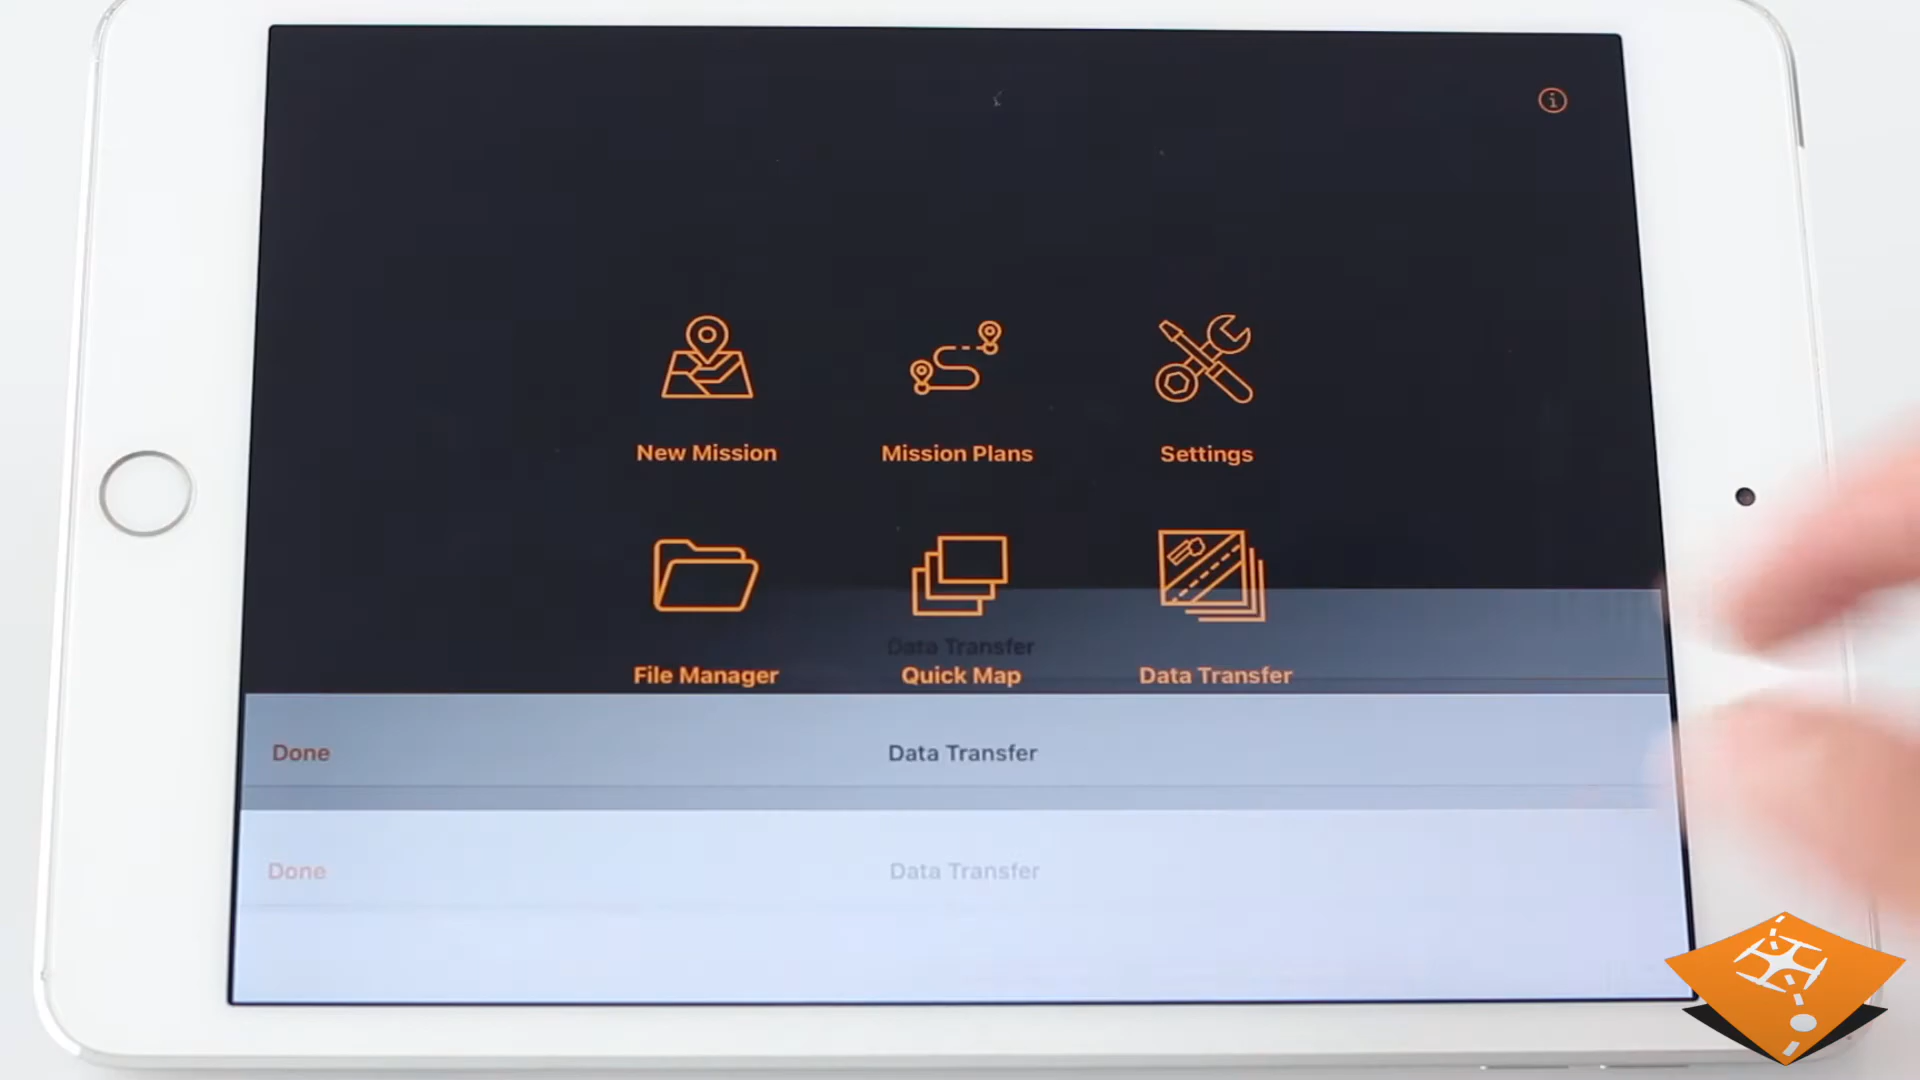 New Mission
Mission Plans
Settings
Data Transfer
File Manager
Quick Map
Data Transfer
Done
Data Transfer
Done
Data Transfer